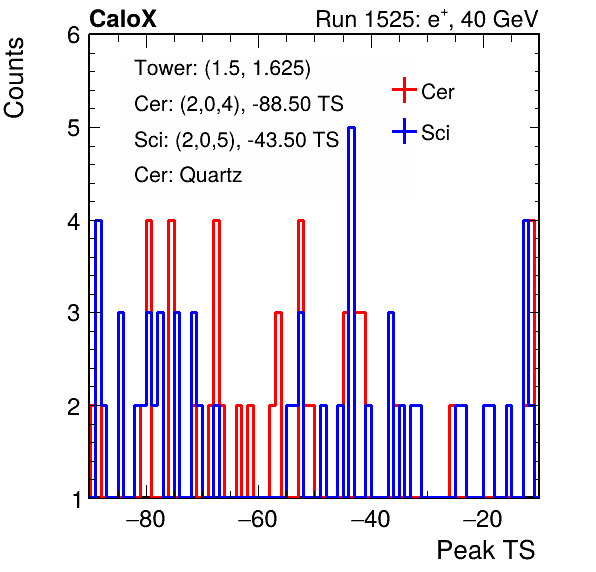 CaloX
Run 1525: e+, 40 GeV
Counts
6
5
4
3
2
1
Tower: (1.5, 1.625)
Cer: (2,0,4), -88.50 TS
Sci: (2,0,5), -43.50 TS
Cer: Quartz
Cer
Sci
−80
−60
−40
−20
Peak TS